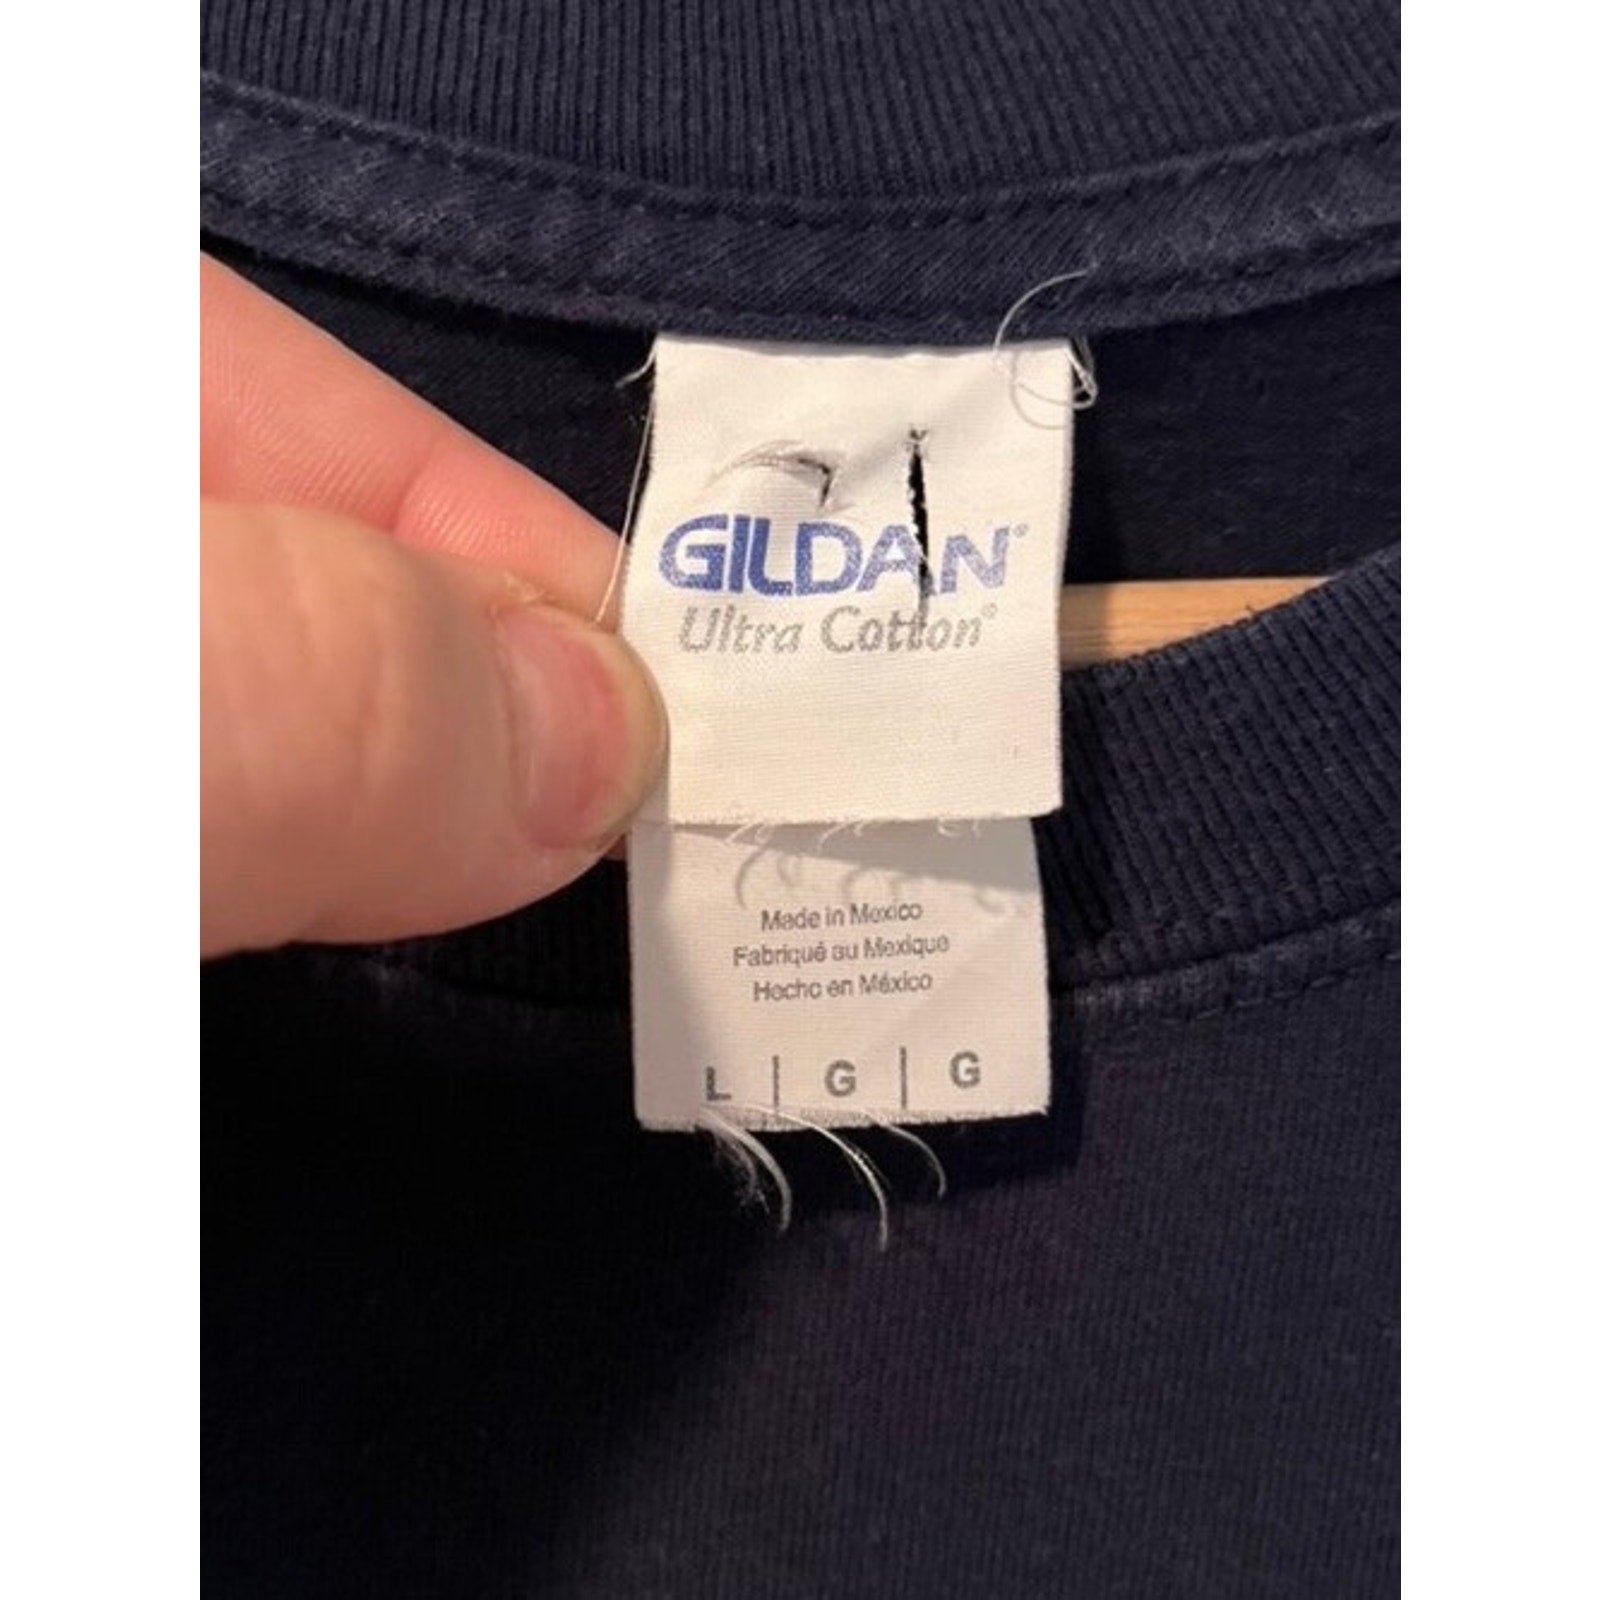 GILDAN®
Ultra Cotton®
Made in Mexico
Fabriqué au Mexique
Hecho en México
L | G | G